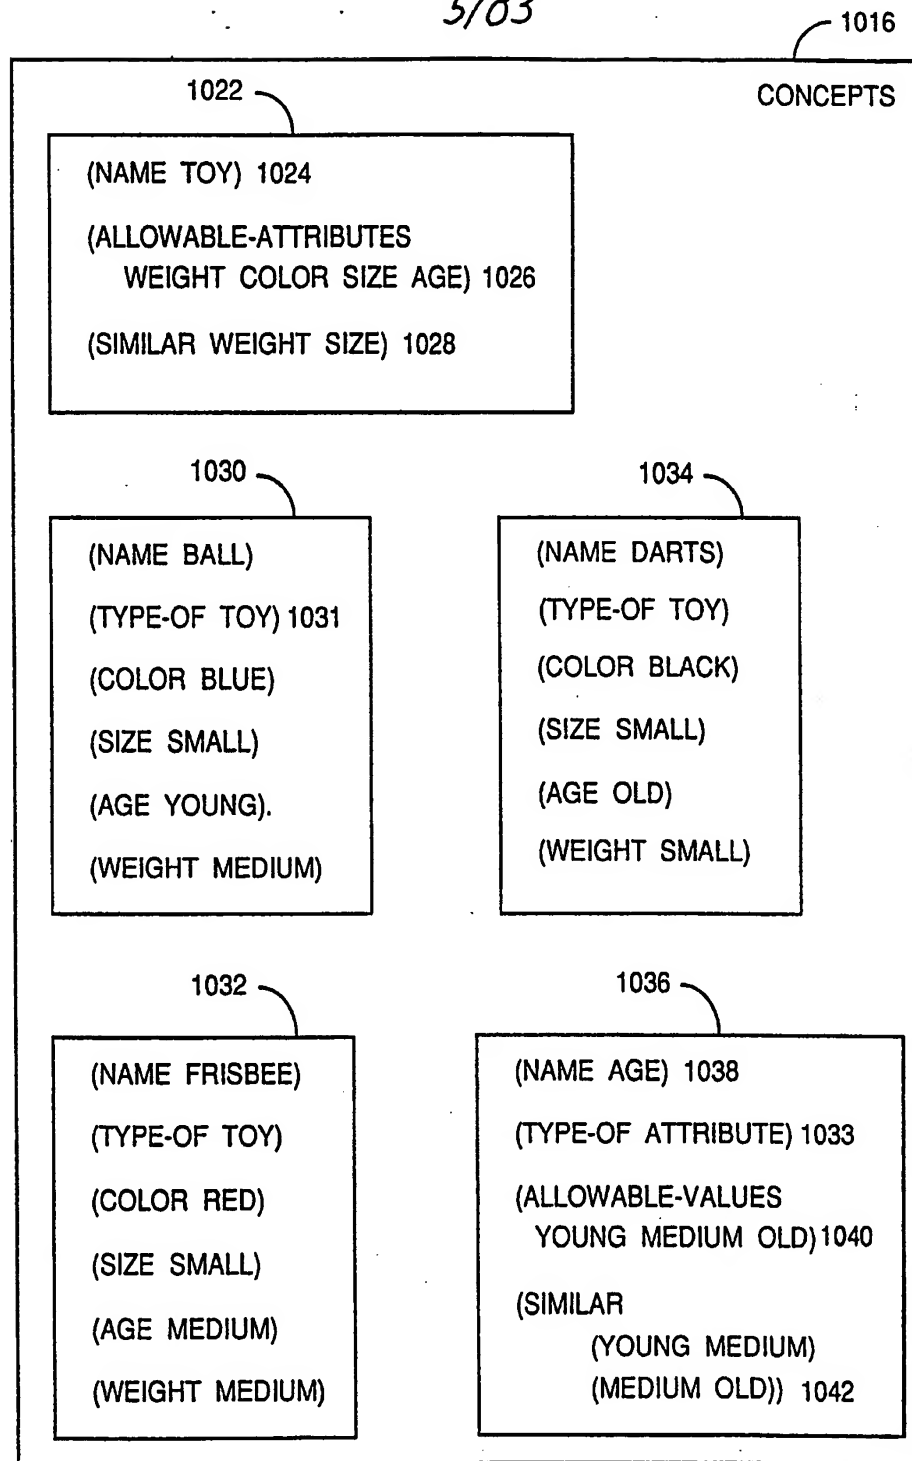 5/83
1016
CONCEPTS
1022
(NAME TOY) 1024
(ALLOWABLE-ATTRIBUTES
WEIGHT COLOR SIZE AGE) 1026
(SIMILAR WEIGHT SIZE) 1028
1030
(NAME BALL)
(TYPE-OF TOY) 1031
(COLOR BLUE)
(SIZE SMALL)
(AGE YOUNG).
(WEIGHT MEDIUM)
1034
(NAME DARTS)
(TYPE-OF TOY)
(COLOR BLACK)
(SIZE SMALL)
(AGE OLD)
(WEIGHT SMALL)
1032
(NAME FRISBEE)
(TYPE-OF TOY)
(COLOR RED)
(SIZE SMALL)
(AGE MEDIUM)
(WEIGHT MEDIUM)
1036
(NAME AGE) 1038
(TYPE-OF ATTRIBUTE) 1033
(ALLOWABLE-VALUES
YOUNG MEDIUM OLD) 1040
(SIMILAR
(YOUNG MEDIUM)
(MEDIUM OLD)) 1042